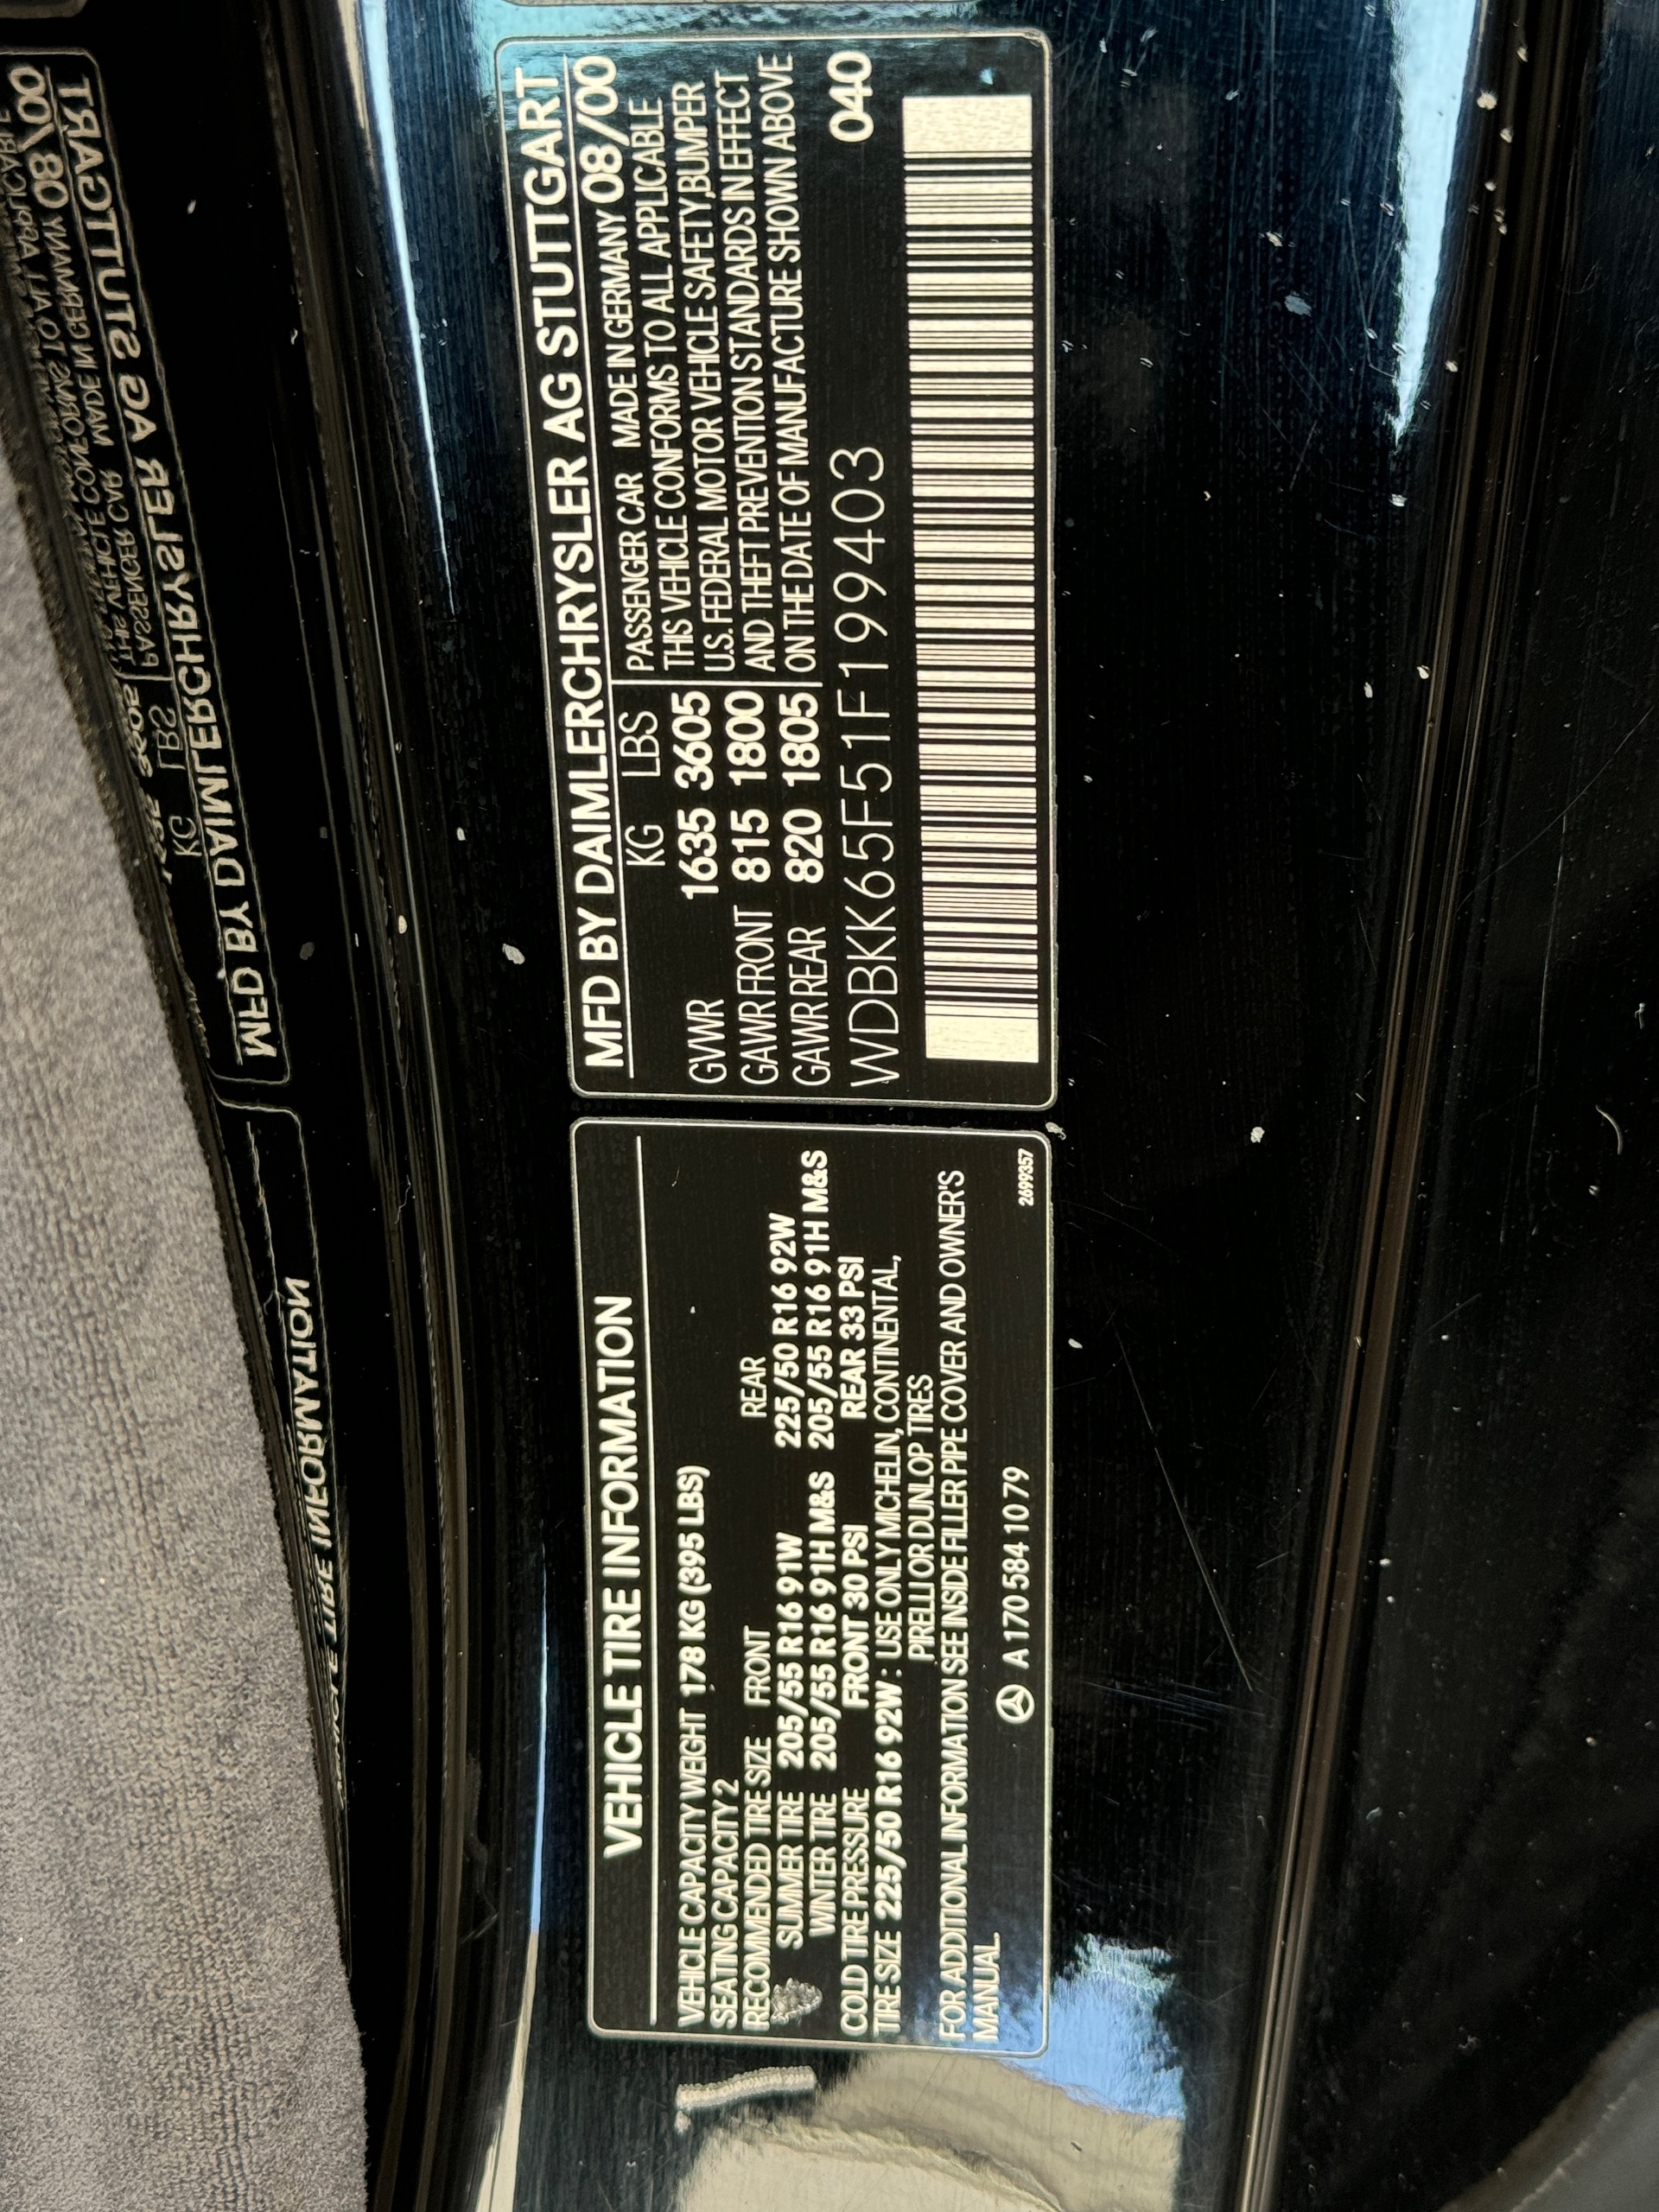 MFD BY DAIMLERCHRYSLER AG STUTTGART
KG LBS PASSENGER CAR MADE IN GERMANY 08/00
GVWR 1635 3605 THIS VEHICLE CONFORMS TO ALL APPLICABLE
U.S. FEDERAL MOTOR VEHICLE SAFETY,BUMPER
GAWR FRONT 815 1800 AND THEFT PREVENTION STANDARDS IN EFFECT
GAWR REAR 820 1805 ON THE DATE OF MANUFACTURE SHOWN ABOVE
WDBKK65F51F199403 040
VEHICLE TIRE INFORMATION
VEHICLE CAPACITY WEIGHT 178 KG (395 LBS)
SEATING CAPACITY 2
RECOMMENDED TIRE SIZE FRONT REAR
SUMMER TIRE 205/55 R16 91W 225/50 R16 92W
WINTER TIRE 205/55 R16 91H M&S 205/55 R16 91H M&S
COLD TIRE PRESSURE FRONT 30 PSI REAR 33 PSI
TIRE SIZE 225/50 R16 92W : USE ONLY MICHELIN, CONTINENTAL,
PIRELLI OR DUNLOP TIRES
FOR ADDITIONAL INFORMATION SEE INSIDE FILLER PIPE COVER AND OWNER'S
MANUAL.
A 170 584 10 79
2699357